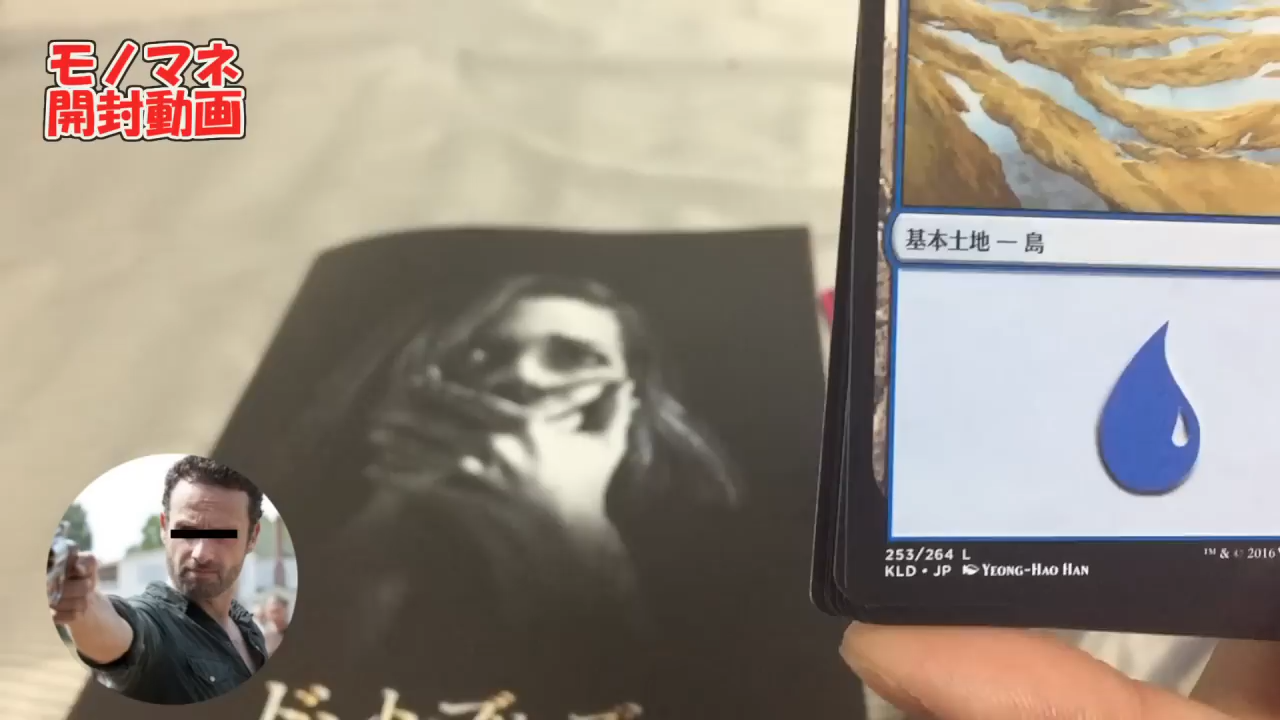 モノマネ
開封動画
基本土地 — 島
253/264 L
™ & © 2016
KLD • JP YEONG-HAO HAN